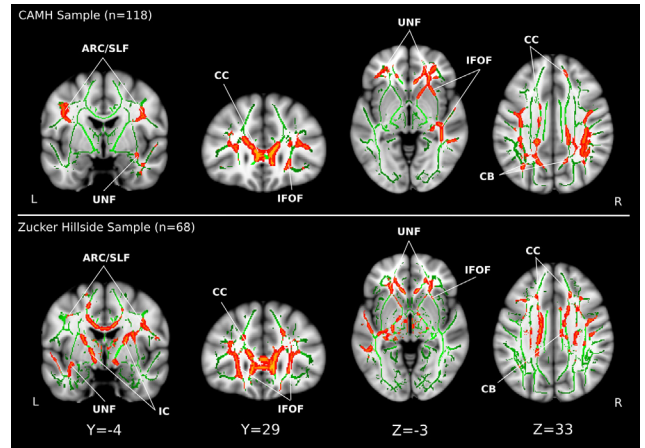 CAMH Sample (n=118)
ARC/SLF
UNF
L
CC
IFOF
UNF
IFOF
CC
CB
R
Zucker Hillside Sample (n=68)
ARC/SLF
UNF
IC
L
CC
IFOF
UNF
IFOF
CC
CB
R
Y=-4
Y=29
Z=-3
Z=33